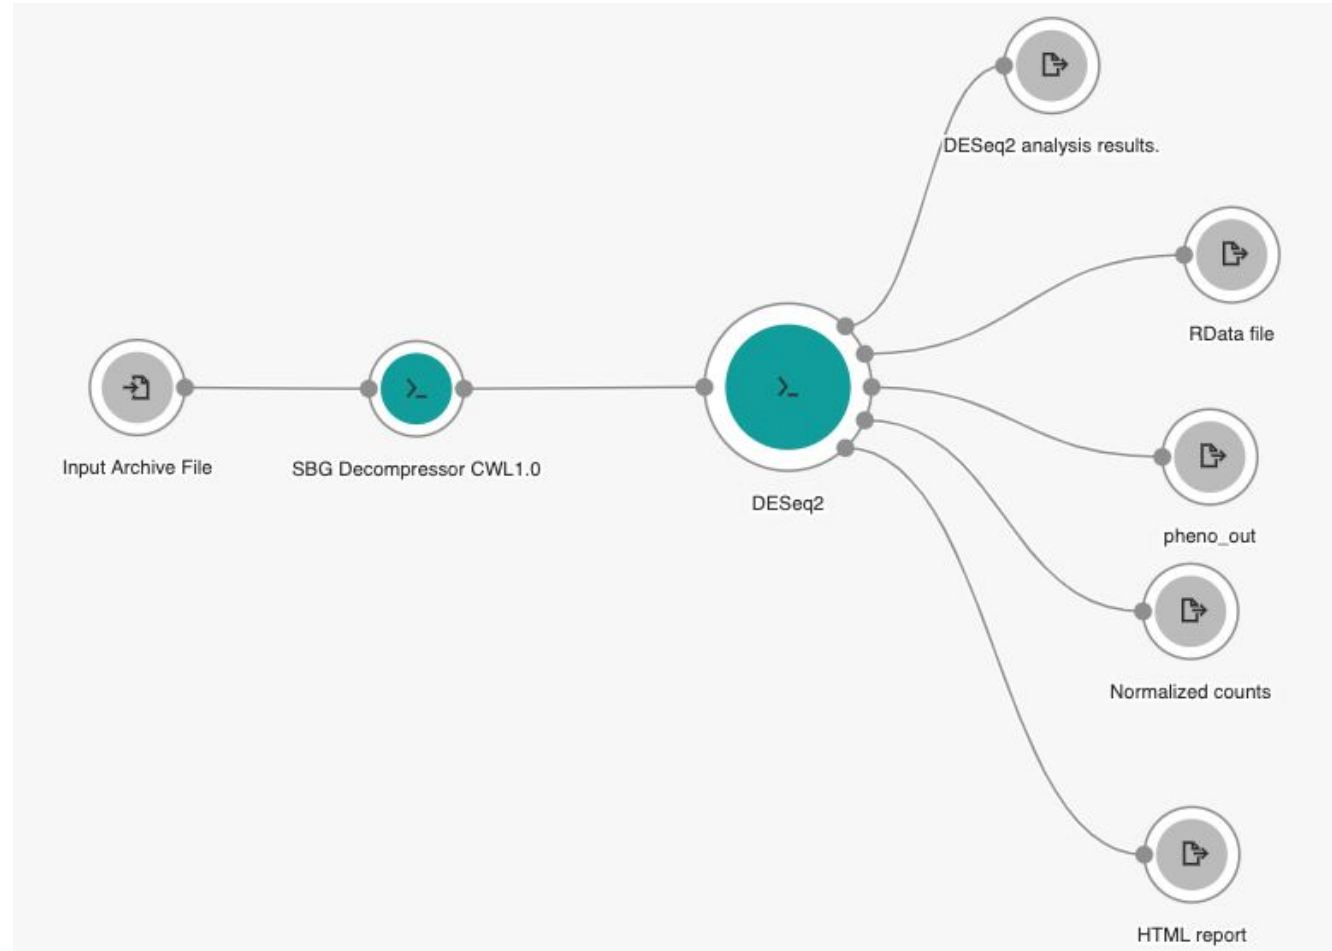 DESeq2 analysis results.
RData file
Input Archive File
SBG Decompressor CWL1.0
DESeq2
pheno_out
Normalized counts
HTML report